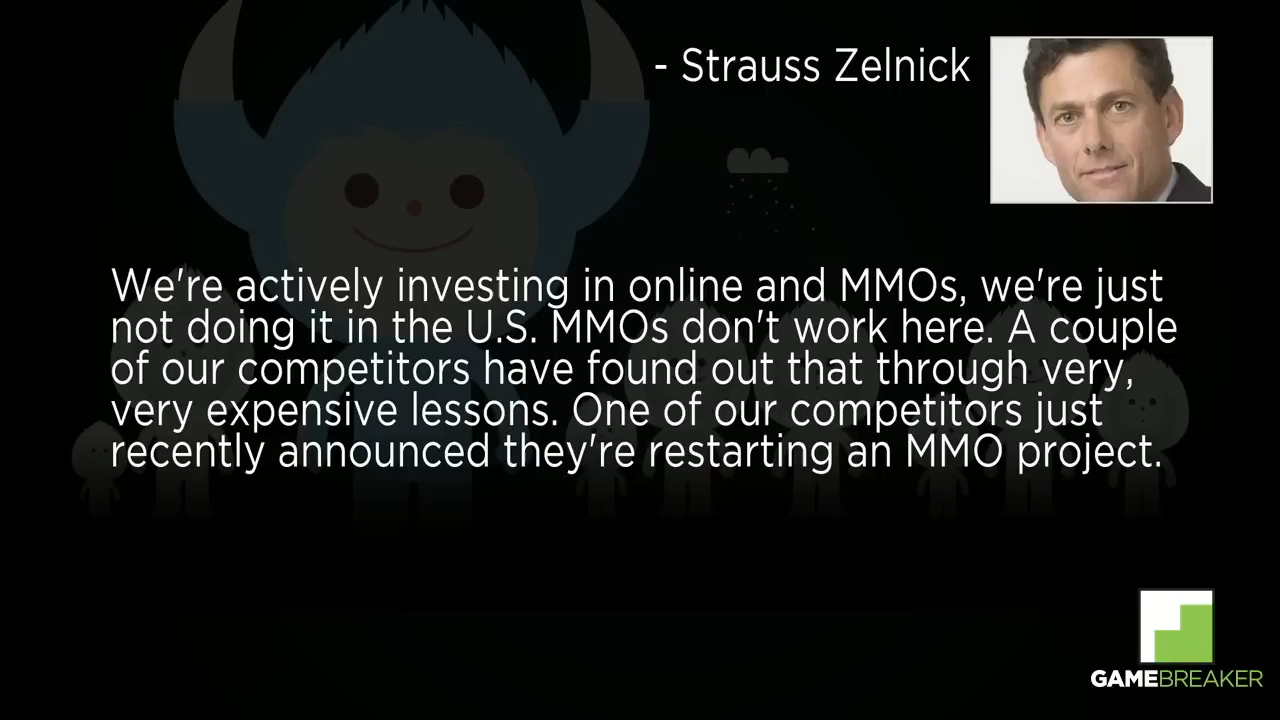 - Strauss Zelnick
We're actively investing in online and MMOs, we're just
not doing it in the U.S. MMOs don't work here. A couple
of our competitors have found out that through very,
very expensive lessons. One of our competitors just
recently announced they're restarting an MMO project.
GAMEBREAKER